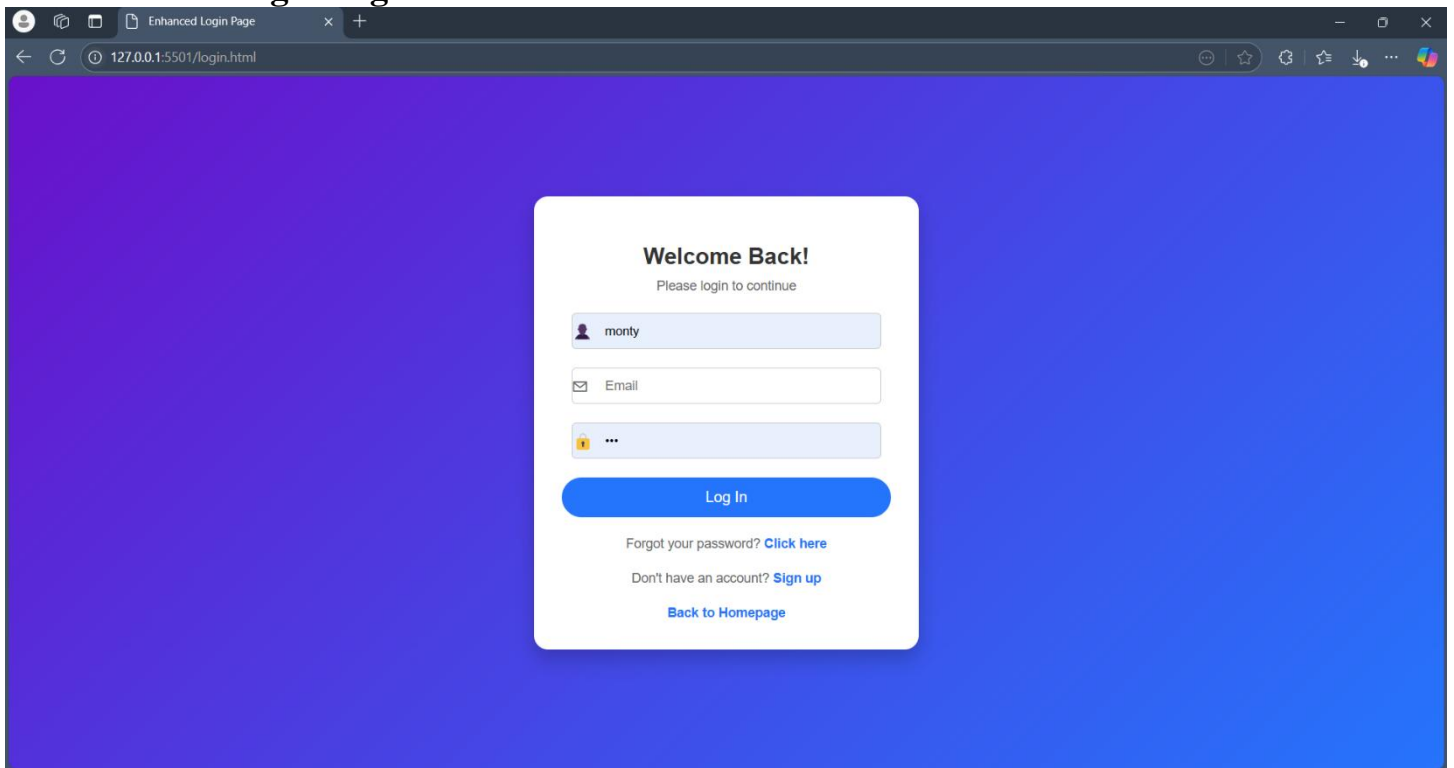 Enhanced Login Page
127.0.0.1:5501/login.html
Welcome Back!
Please login to continue
monty
Email
•••
Log In
Forgot your password? Click here
Don't have an account? Sign up
Back to Homepage